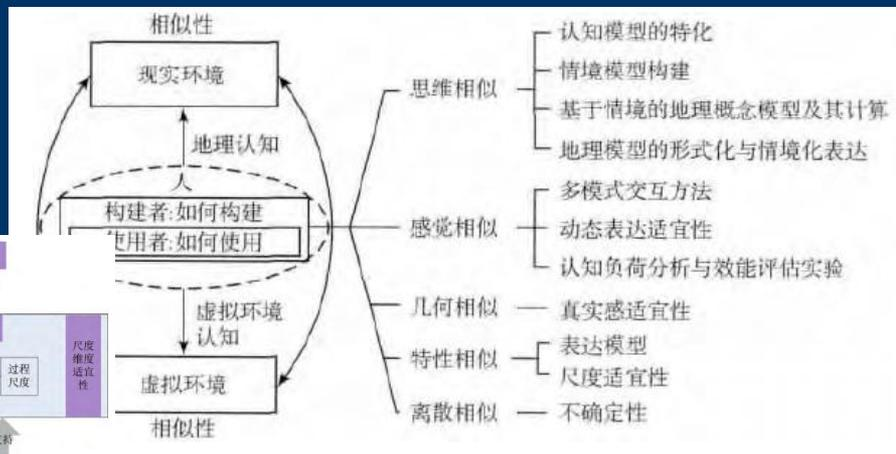 相似性
现实环境
地理认知
人
构建者:如何构建
使用者:如何使用
虚拟环境
认知
虚拟环境
相似性
思维相似
认知模型的特化
情境模型构建
基于情境的地理概念模型及其计算
地理模型的形式化与情境化表达
感觉相似
多模式交互方法
动态表达适宜性
认知负荷分析与效能评估实验
几何相似
真实感适宜性
特性相似
表达模型
尺度适宜性
离散相似
不确定性
过程
尺度
尺度
维度
适宜
性